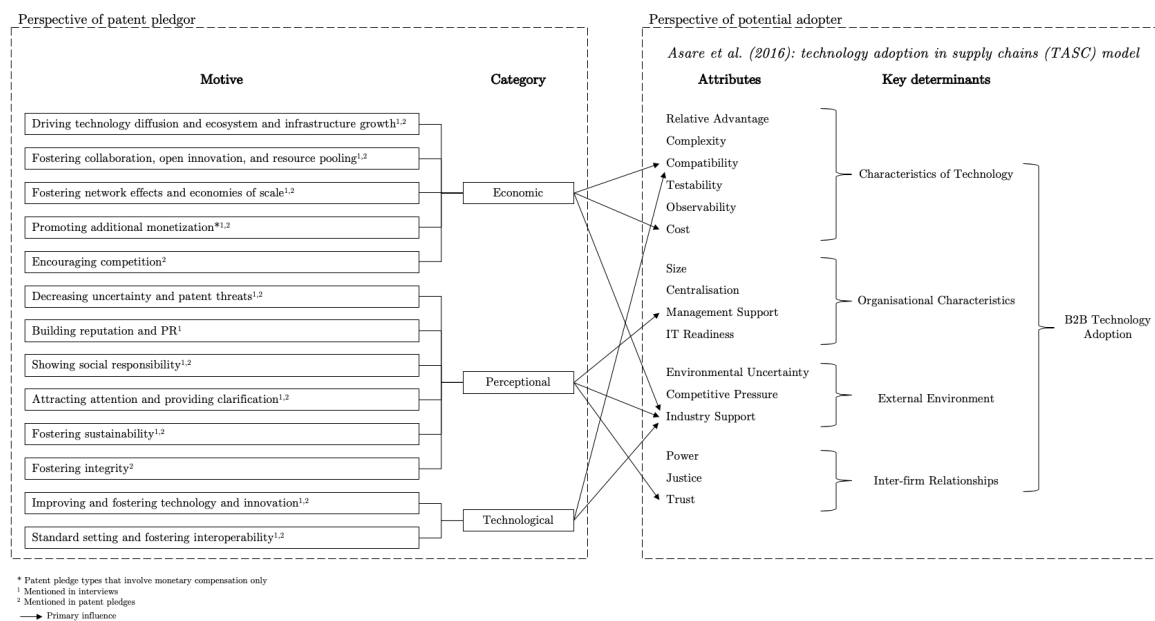 Perspective of patent pledgor
Perspective of potential adopter
Asare et al. (2016): technology adoption in supply chains (TASC) model
Motive
Category
Attributes
Key determinants
Driving technology diffusion and ecosystem and infrastructure growth¹,²
Fostering collaboration, open innovation, and resource pooling¹,²
Fostering network effects and economies of scale¹,²
Promoting additional monetization*¹,²
Encouraging competition²
Decreasing uncertainty and patent threats¹,²
Building reputation and PR¹
Showing social responsibility¹,²
Attracting attention and providing clarification¹,²
Fostering sustainability¹,²
Fostering integrity²
Improving and fostering technology and innovation¹,²
Standard setting and fostering interoperability¹,²
Economic
Perceptional
Technological
Relative Advantage
Complexity
Compatibility
Testability
Observability
Cost
Size
Centralisation
Management Support
IT Readiness
Environmental Uncertainty
Competitive Pressure
Industry Support
Power
Justice
Trust
Characteristics of Technology
Organisational Characteristics
External Environment
Inter-firm Relationships
B2B Technology
Adoption
* Patent pledge types that involve monetary compensation only
¹ Mentioned in interviews
² Mentioned in patent pledges
Primary influence